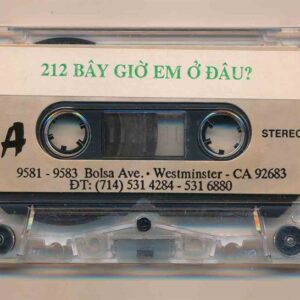 212 BÂY GIỜ EM Ở ĐÂU?
A
STEREO
9581 - 9583 Bolsa Ave. • Westminster - CA 92683
ĐT: (714) 531 4284 - 531 6880